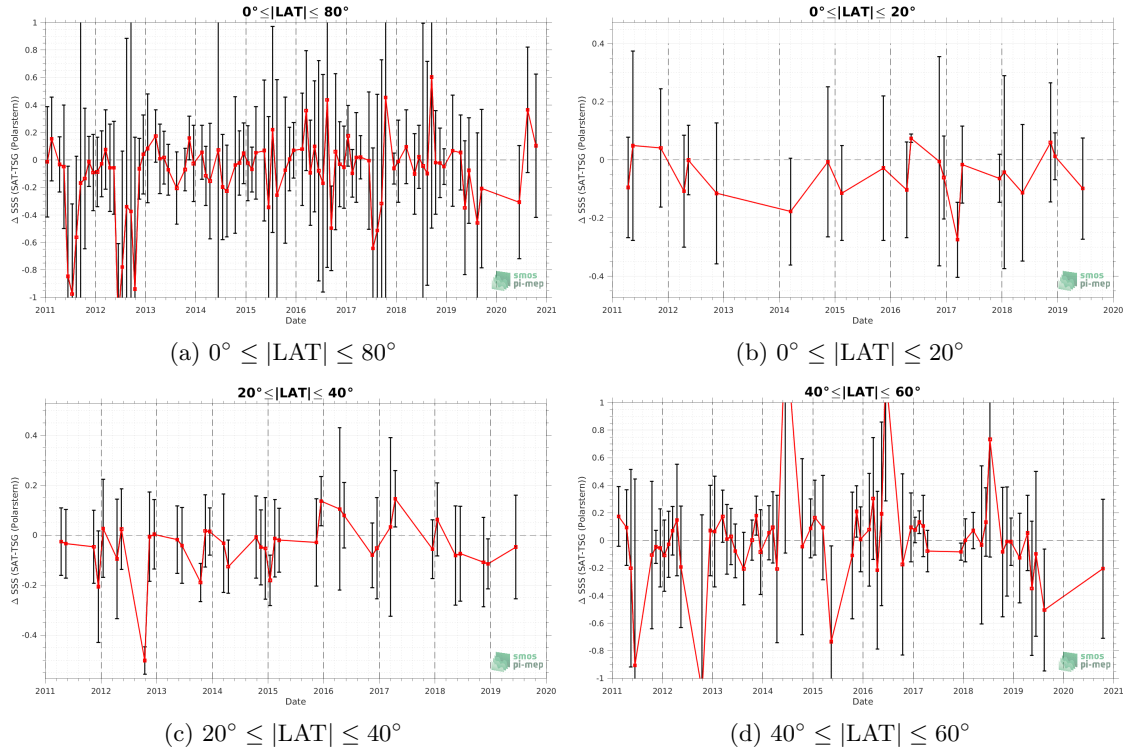 0°≤|LAT|≤ 80°
Δ SSS (SAT-TSG (Polarstern))
1
0.8
0.6
0.4
0.2
0
-0.2
-0.4
-0.6
-0.8
-1
2011 2012 2013 2014 2015 2016 2017 2018 2019 2020 2021
Date
smos
pi-mep
(a) 0° ≤ |LAT| ≤ 80°
0°≤|LAT|≤ 20°
Δ SSS (SAT-TSG (Polarstern))
0.4
0.2
0
-0.2
-0.4
2011 2012 2013 2014 2015 2016 2017 2018 2019 2020
Date
smos
pi-mep
(b) 0° ≤ |LAT| ≤ 20°
20°≤|LAT|≤ 40°
Δ SSS (SAT-TSG (Polarstern))
0.4
0.2
0
-0.2
-0.4
2011 2012 2013 2014 2015 2016 2017 2018 2019 2020
Date
smos
pi-mep
(c) 20° ≤ |LAT| ≤ 40°
40°≤|LAT|≤ 60°
Δ SSS (SAT-TSG (Polarstern))
1
0.8
0.6
0.4
0.2
0
-0.2
-0.4
-0.6
-0.8
-1
2011 2012 2013 2014 2015 2016 2017 2018 2019 2020 2021
Date
smos
pi-mep
(d) 40° ≤ |LAT| ≤ 60°